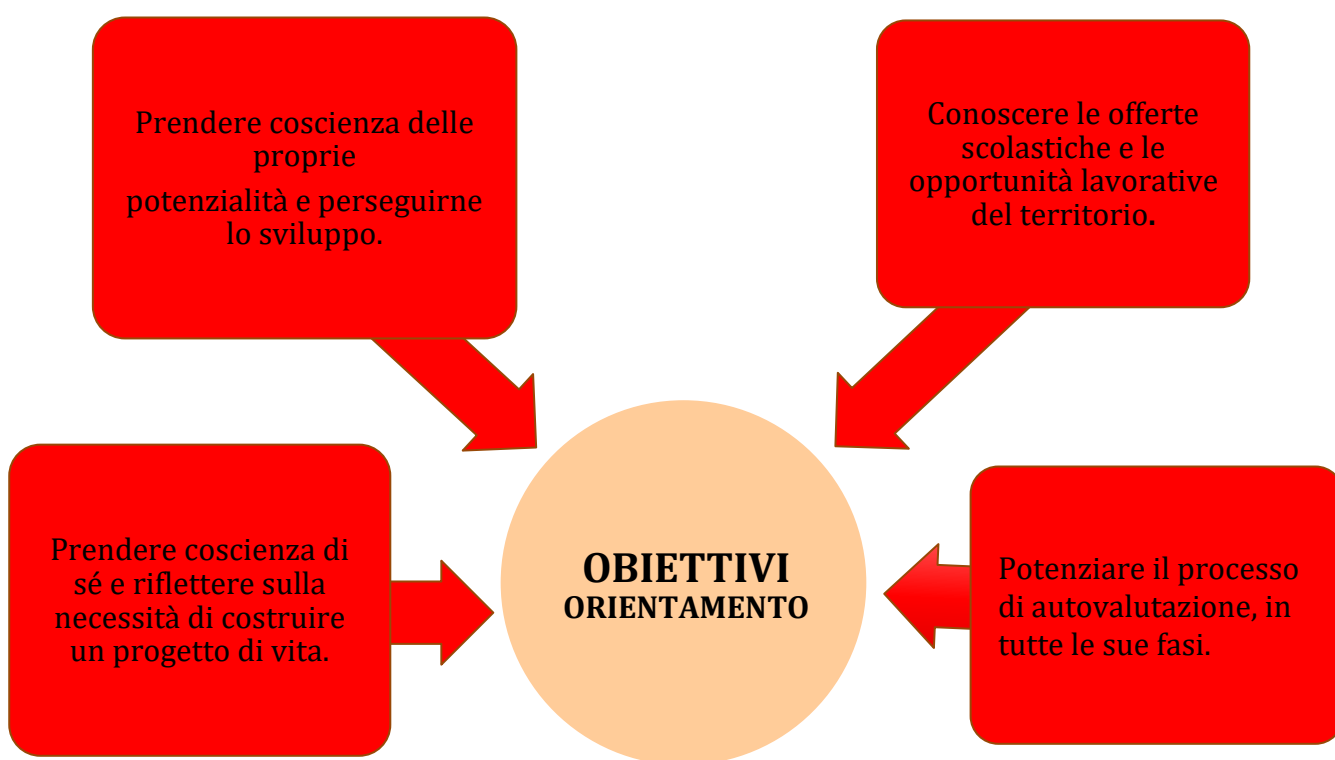 Prendere coscienza delle
proprie
potenzialità e perseguirne
lo sviluppo.
Conoscere le offerte
scolastiche e le
opportunità lavorative
del territorio.
Prendere coscienza di
sé e riflettere sulla
necessità di costruire
un progetto di vita.
OBIETTIVI
ORIENTAMENTO
Potenziare il processo
di autovalutazione, in
tutte le sue fasi.